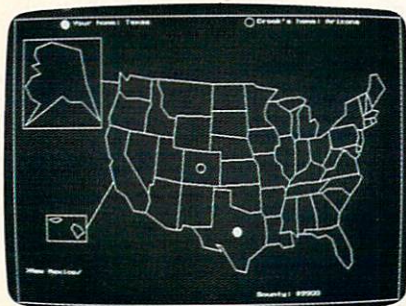 Your home: Texas
Crook's home: Arizona
>New Mexico/
Bounty: $9900